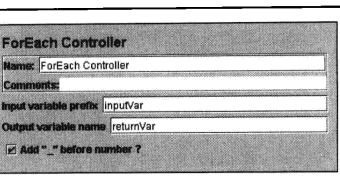 ForEach Controller
Name: ForEach Controller
Comments:
Input variable prefix inputVar
Output variable name returnVar
Add "_" before number ?